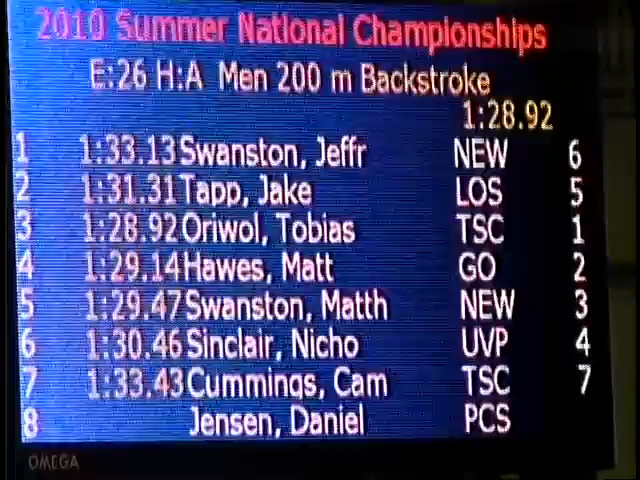 2010 Summer National Championships
E:26 H:A Men 200 m Backstroke
1:28.92
1 1:33.13 Swanston, Jeffr NEW 6
2 1:31.31 Tapp, Jake LOS 5
3 1:28.92 Oriwol, Tobias TSC 1
4 1:29.14 Hawes, Matt GO 2
5 1:29.47 Swanston, Matth NEW 3
6 1:30.46 Sinclair, Nicho UVP 4
7 1:33.43 Cummings, Cam TSC 7
8 Jensen, Daniel PCS
OMEGA